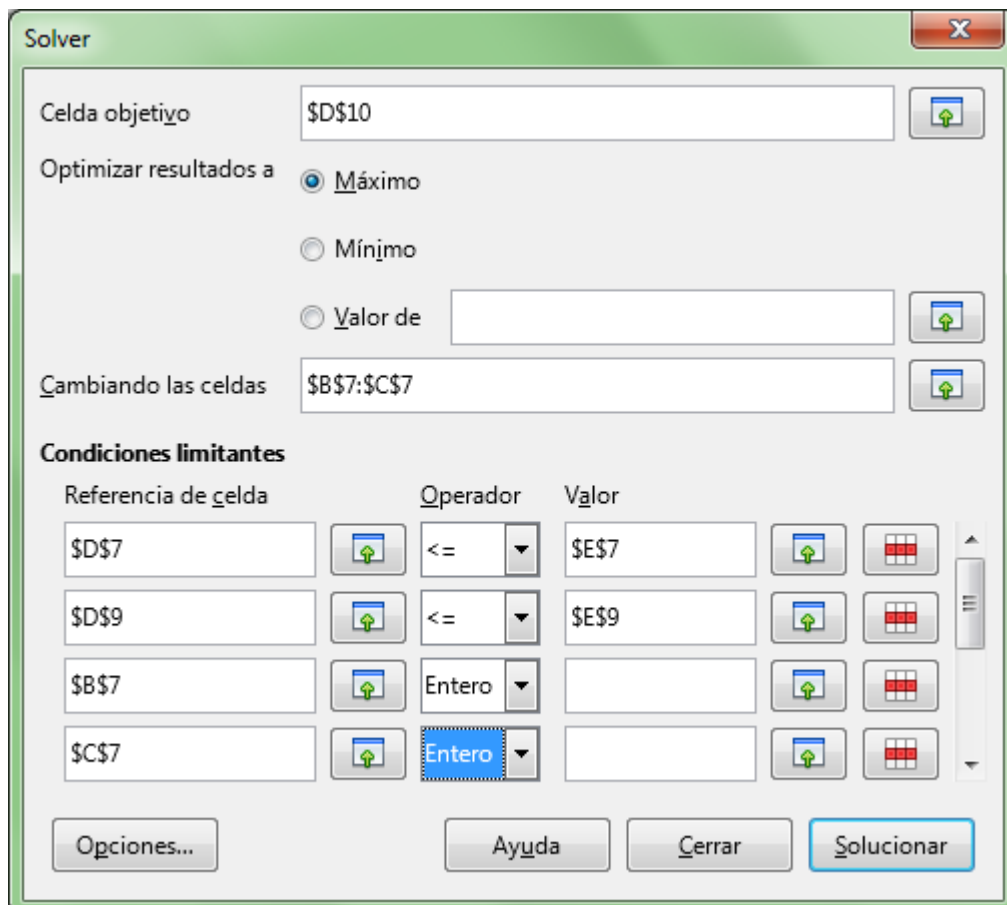 Solver
Celda objetivo $D$10
Optimizar resultados a Máximo
Mínimo
Valor de
Cambiando las celdas $B$7:$C$7
Condiciones limitantes
Referencia de celda Operador Valor
$D$7 <= $E$7
$D$9 <= $E$9
$B$7 Entero
$C$7 Entero
Opciones... Ayuda Cerrar Solucionar